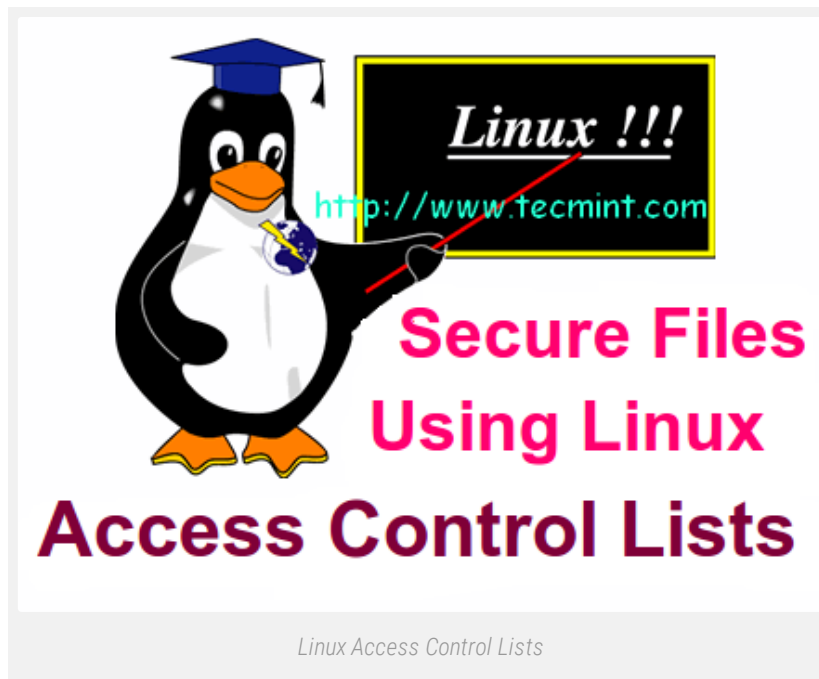 Linux !!!
http://www.tecmint.com
Secure Files
Using Linux
Access Control Lists
Linux Access Control Lists